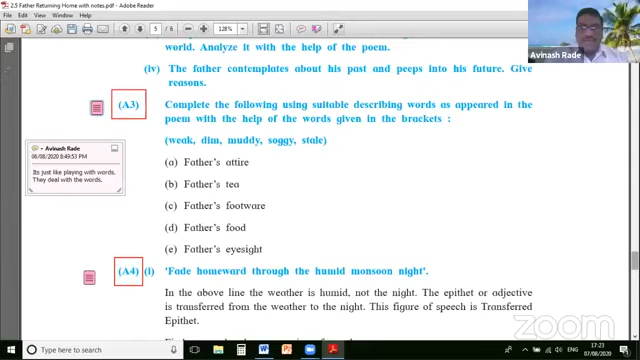 2.5 Father Returning Home with notes.pdf - Adobe Reader
File Edit View Window Help
5 / 6 128%
Tools Fill & Sign Comment
world. Analyze it with the help of the poem.
(iv) The father contemplates about his past and peeps into his future. Give
reasons.
(A3) Complete the following using suitable describing words as appeared in the
poem with the help of the words given in the brackets :
(weak, dim, muddy, soggy, stale)
(a) Father's attire
(b) Father's tea
(c) Father's footware
(d) Father's food
(e) Father's eyesight
Avinash Rade
06/08/2020 8:49:53 PM
Its just like playing with words.
They deal with the words.
(A4) (i) 'Fade homeward through the humid monsoon night'.
In the above line the weather is humid, not the night. The epithet or adjective
is transferred from the weather to the night. This figure of speech is Transferred
Epithet.
Avinash Rade
zoom
ENG
17:23
07/08/2020